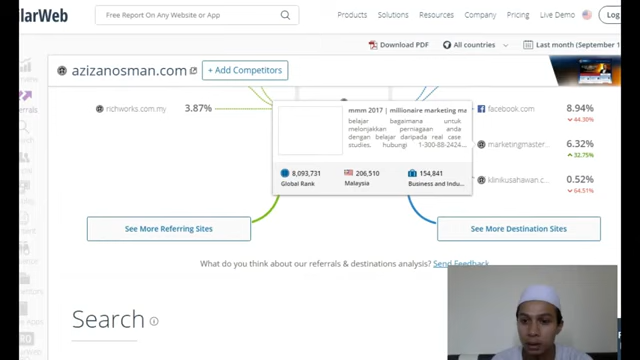 ilarWeb
Free Report On Any Website or App
Products Solutions Resources Company Pricing Live Demo Log
Download PDF All countries Last month (September 1
azizanosman.com + Add Competitors
richworks.com.my 3.87%
mmm 2017 | millionaire marketing ma
belajar bagaimana untuk
melonjakkan perniagaan anda
dengan belajar daripada real case
studies. hubungi 1-300-88-2424...
8,093,731 206,510 154,841
Global Rank Malaysia Business and Indu...
facebook.com 8.94%
44.30%
marketingmaster... 6.32%
32.75%
klinikusahawan.c... 0.52%
64.51%
See More Referring Sites See More Destination Sites
What do you think about our referrals & destinations analysis? Send Feedback
Search